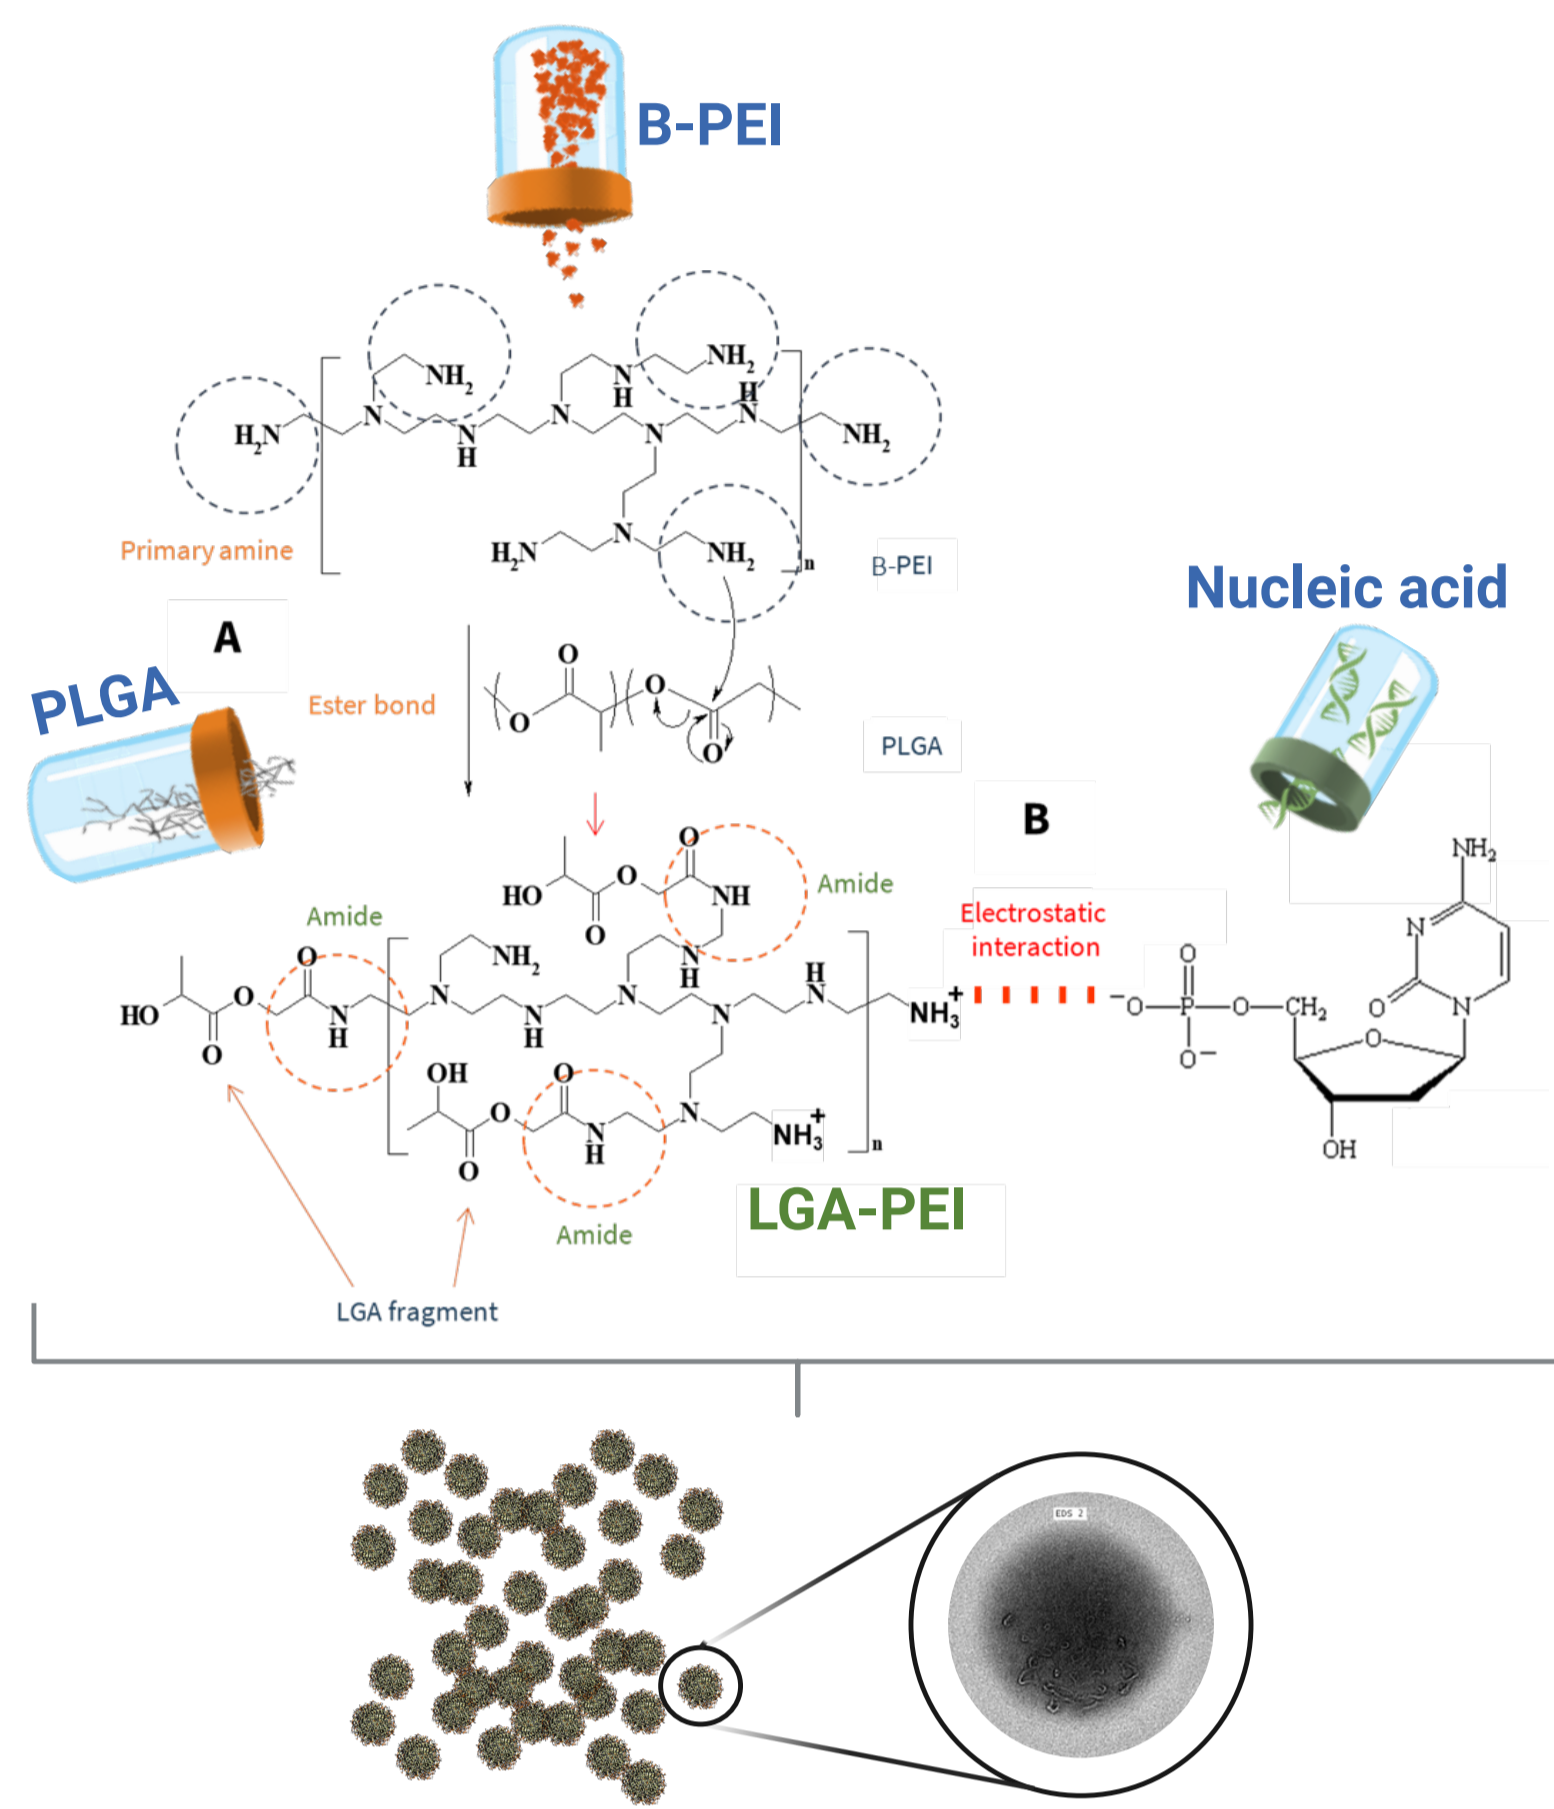 B-PEI
NH2
NH2
N
H
H
H2N
N
N
H
N
N
N
NH2
H2N
N
NH2
n
Primary amine
B-PEI
Nucleic acid
A
PLGA
Ester bond
O
O
O
O
PLGA
B
O
HO
O
O
NH
Amide
NH2
Amide
Electrostatic
interaction
N
H
NH2
O
HO
O
O
N
H
N
N
H
N
N
H
N
NH3+
−O
O
P
O
O−
CH2
N
O
N
O
OH
OH
O
O
O
N
H
N
NH3+
n
Amide
LGA-PEI
LGA fragment
EDS 2